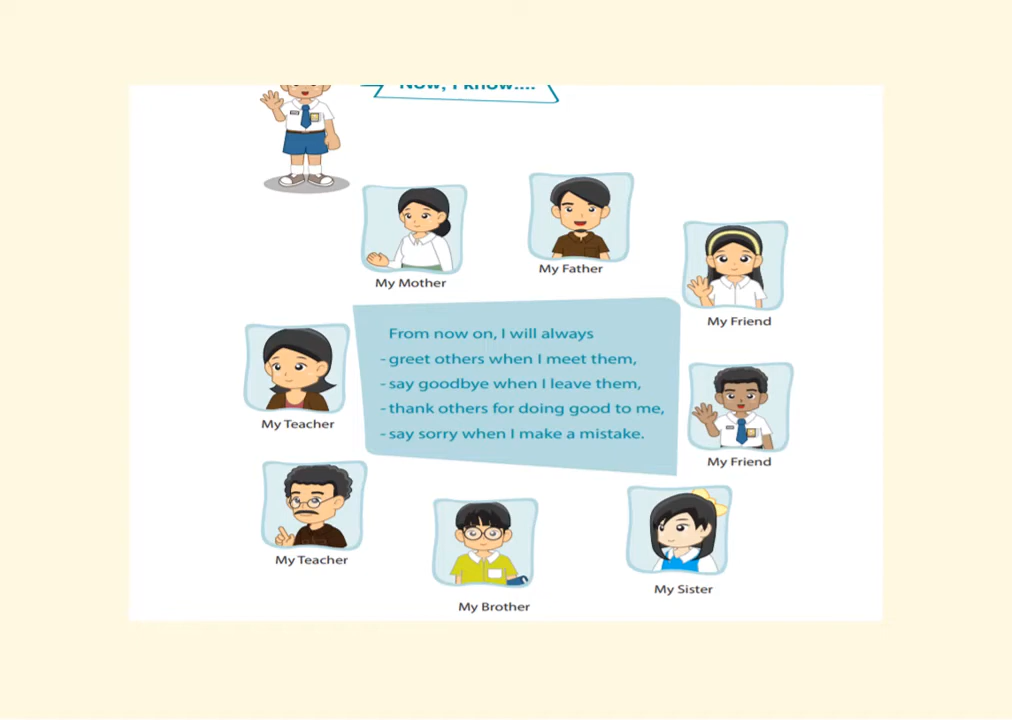 Now, I know....
My Mother
My Father
My Friend
From now on, I will always
- greet others when I meet them,
- say goodbye when I leave them,
- thank others for doing good to me,
- say sorry when I make a mistake.
My Teacher
My Friend
My Teacher
My Brother
My Sister